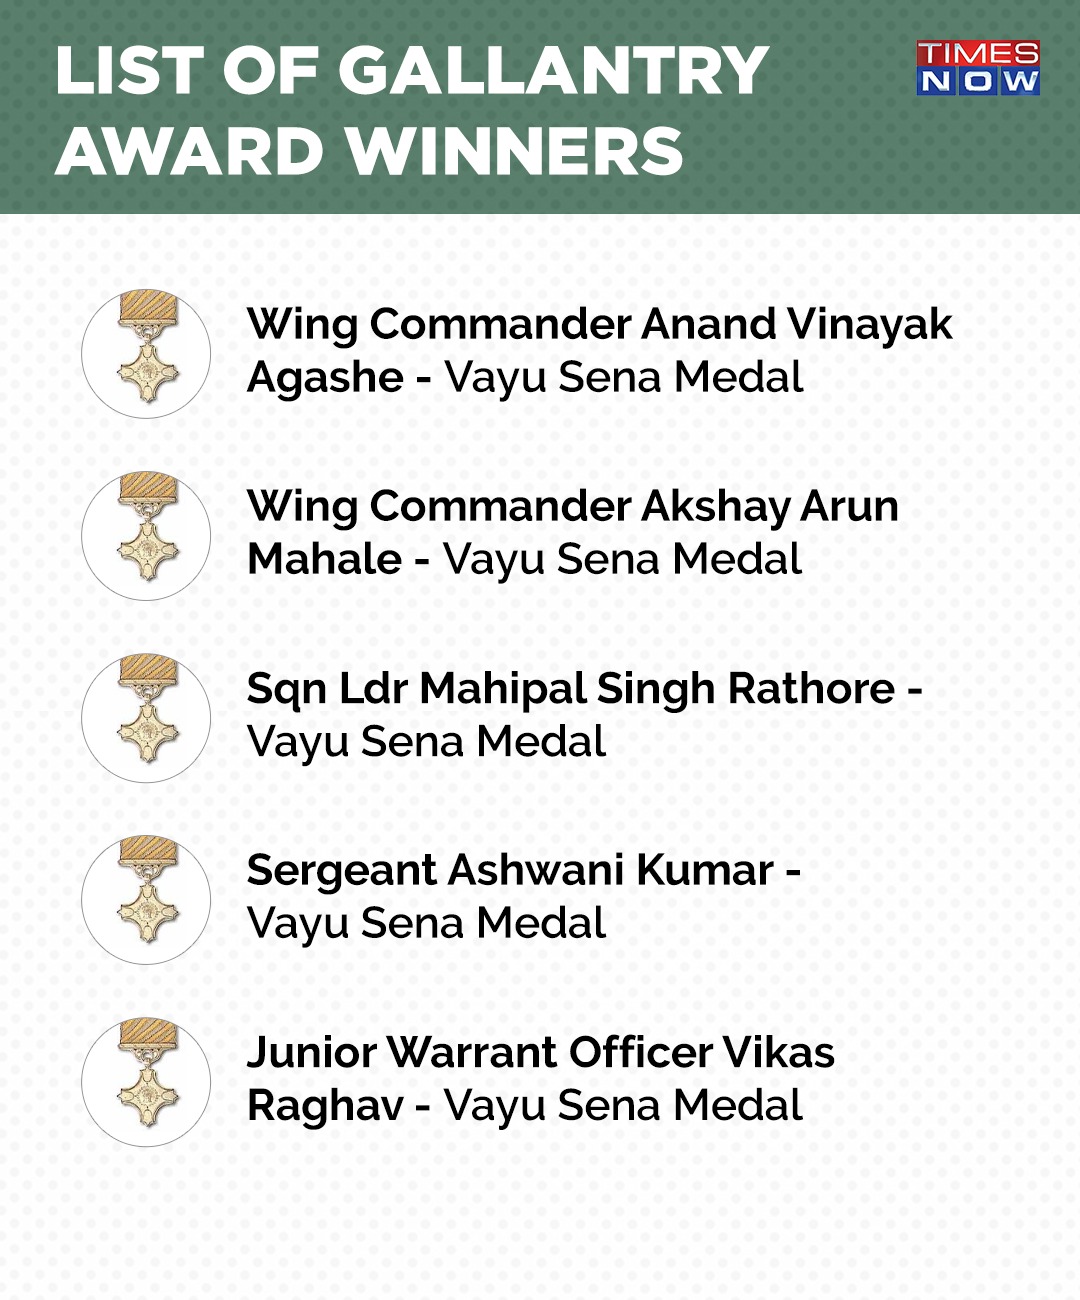 LIST OF GALLANTRY
AWARD WINNERS
TIMES
NOW
Wing Commander Anand Vinayak
Agashe - Vayu Sena Medal
Wing Commander Akshay Arun
Mahale - Vayu Sena Medal
Sqn Ldr Mahipal Singh Rathore -
Vayu Sena Medal
Sergeant Ashwani Kumar -
Vayu Sena Medal
Junior Warrant Officer Vikas
Raghav - Vayu Sena Medal